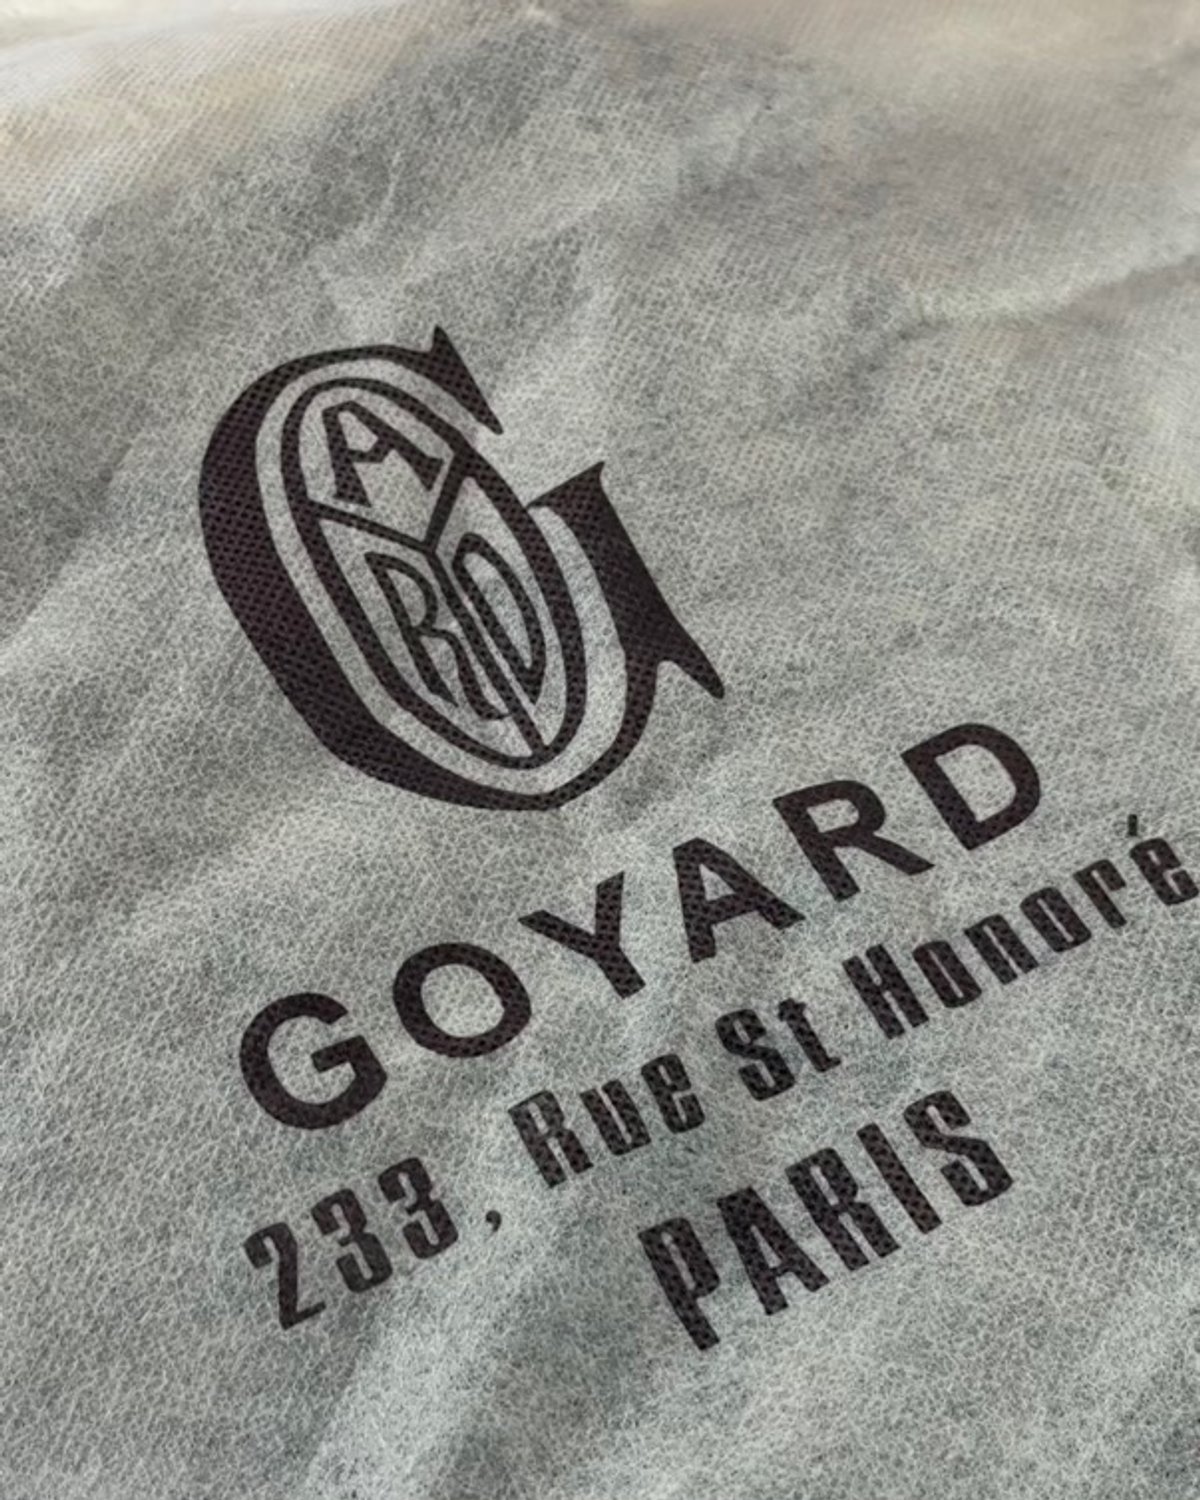 G
A
R D
GOYARD
233, Rue St Honoré
PARIS